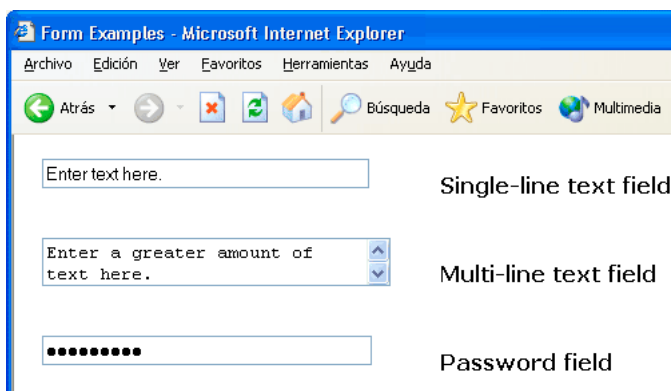 Form Examples - Microsoft Internet Explorer
Archivo Edición Ver Favoritos Herramientas Ayuda
Atrás Búsqueda Favoritos Multimedia
Enter text here.
Single-line text field
Enter a greater amount of
text here.
Multi-line text field
●●●●●●●●●
Password field